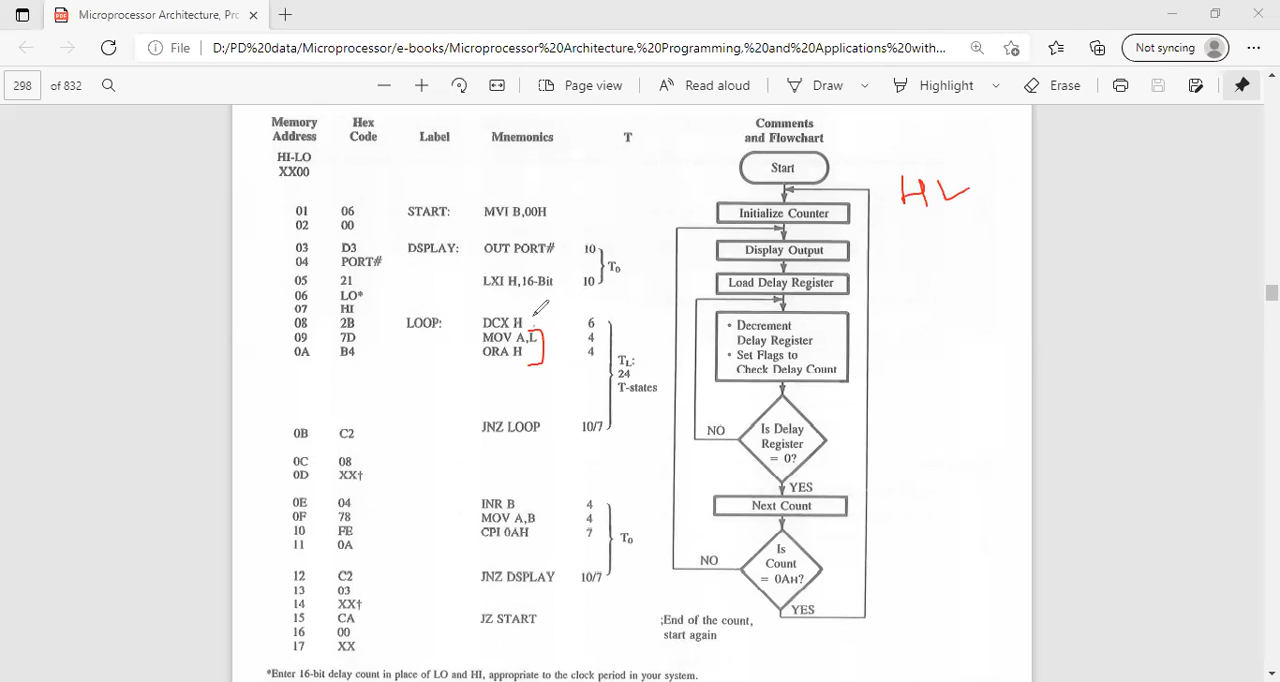 Microprocessor Architecture, Pro
File D:/PD%20data/Microprocessor/e-books/Microprocessor%20Architecture,%20Programming,%20and%20Applications%20with...
Not syncing
298 of 832
Page view
Read aloud
Draw
Highlight
Erase
Memory Address Hex Code Label Mnemonics T Comments and Flowchart
HI-LO
XX00
Start
HL
01 06 START: MVI B,00H Initialize Counter
02 00
03 D3 DSPLAY: OUT PORT# 10 Display Output
04 PORT# T₀
05 21 LXI H,16-Bit 10 Load Delay Register
06 LO*
07 HI
08 2B LOOP: DCX H 6 • Decrement Delay Register
09 7D MOV A,L 4 • Set Flags to Check Delay Count
0A B4 ORA H 4
T_L: 24 T-states
0B C2 JNZ LOOP 10/7 NO Is Delay Register = 0?
0C 08
0D XX†
YES
0E 04 INR B 4 Next Count
0F 78 MOV A,B 4
10 FE CPI 0AH 7 T₀
11 0A
NO Is Count = 0AH?
12 C2 JNZ DSPLAY 10/7
13 03
14 XX†
YES
15 CA JZ START ;End of the count, start again
16 00
17 XX
*Enter 16-bit delay count in place of LO and HI, appropriate to the clock period in your system.